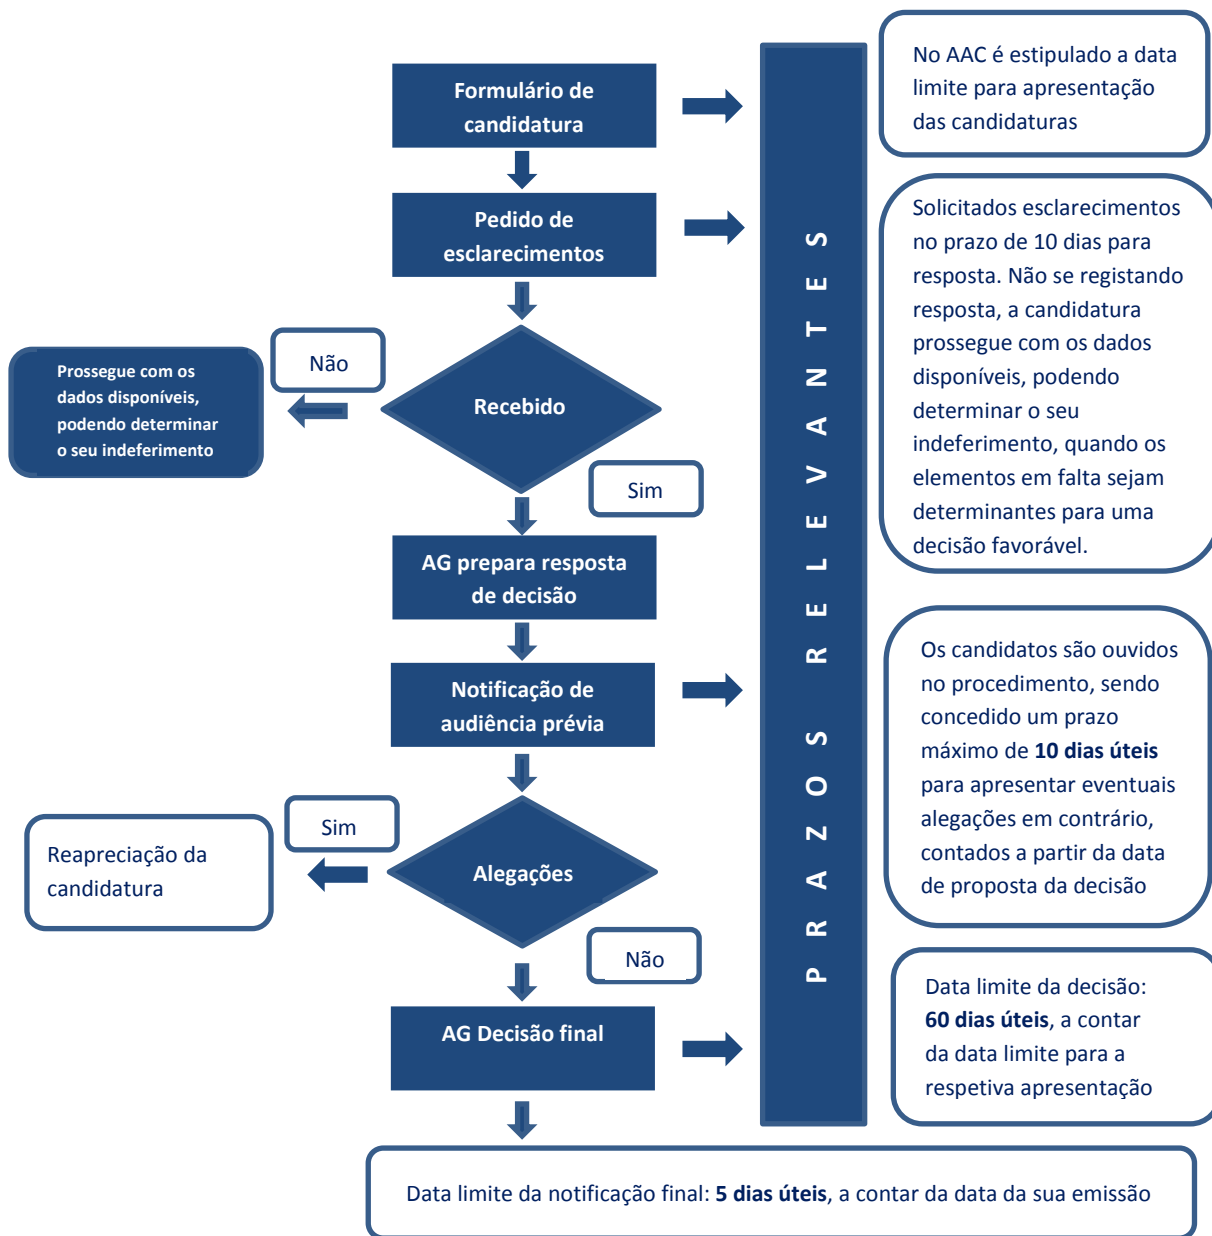 Formulário de
candidatura
No AAC é estipulado a data
limite para apresentação
das candidaturas
Pedido de
esclarecimentos
Solicitados esclarecimentos
no prazo de 10 dias para
resposta. Não se registando
resposta, a candidatura
prossegue com os dados
disponíveis, podendo
determinar o seu
indeferimento, quando os
elementos em falta sejam
determinantes para uma
decisão favorável.
Recebido
Não
Prossegue com os
dados disponíveis,
podendo determinar
o seu indeferimento
Sim
AG prepara resposta
de decisão
Notificação de
audiência prévia
Os candidatos são ouvidos
no procedimento, sendo
concedido um prazo
máximo de 10 dias úteis
para apresentar eventuais
alegações em contrário,
contados a partir da data
de proposta da decisão
Alegações
Sim
Reapreciação da
candidatura
Não
AG Decisão final
Data limite da decisão:
60 dias úteis, a contar
da data limite para a
respetiva apresentação
PRAZOS RELEVANTES
Data limite da notificação final: 5 dias úteis, a contar da data da sua emissão